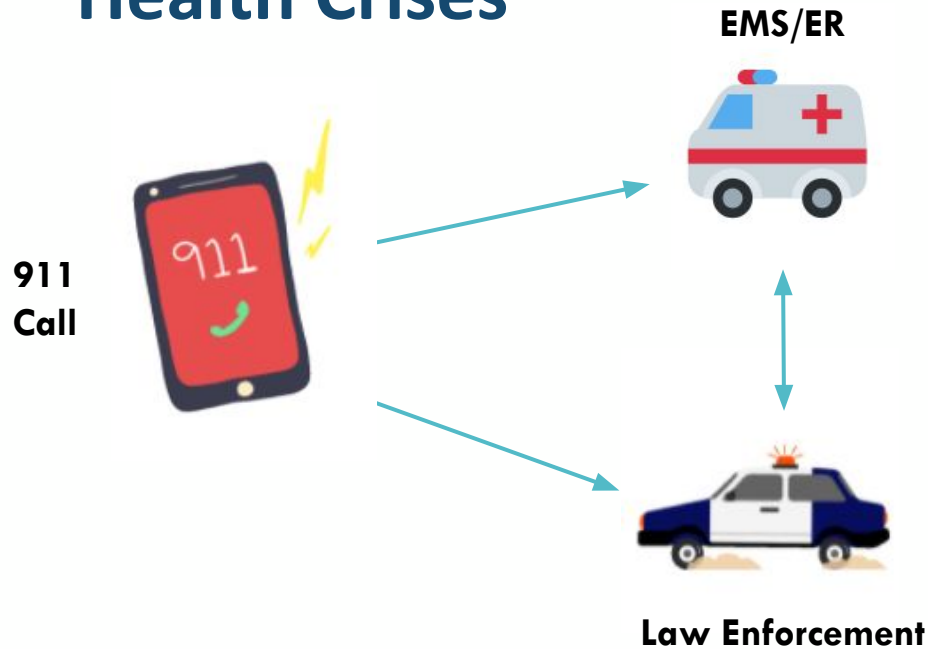 Health Crises
EMS/ER
911
911
Call
Law Enforcement